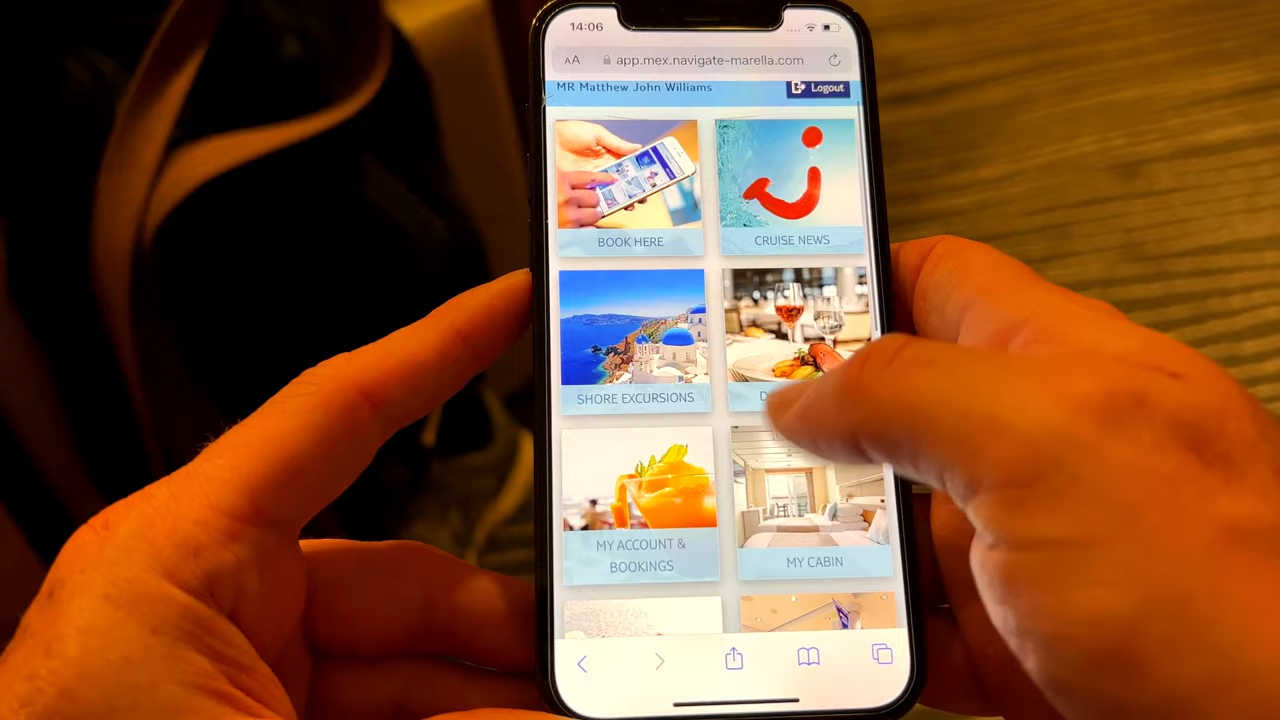 14:06
AA app.mex.navigate-marella.com
MR Matthew John Williams
Logout
BOOK HERE
CRUISE NEWS
SHORE EXCURSIONS
MY ACCOUNT &
BOOKINGS
MY CABIN